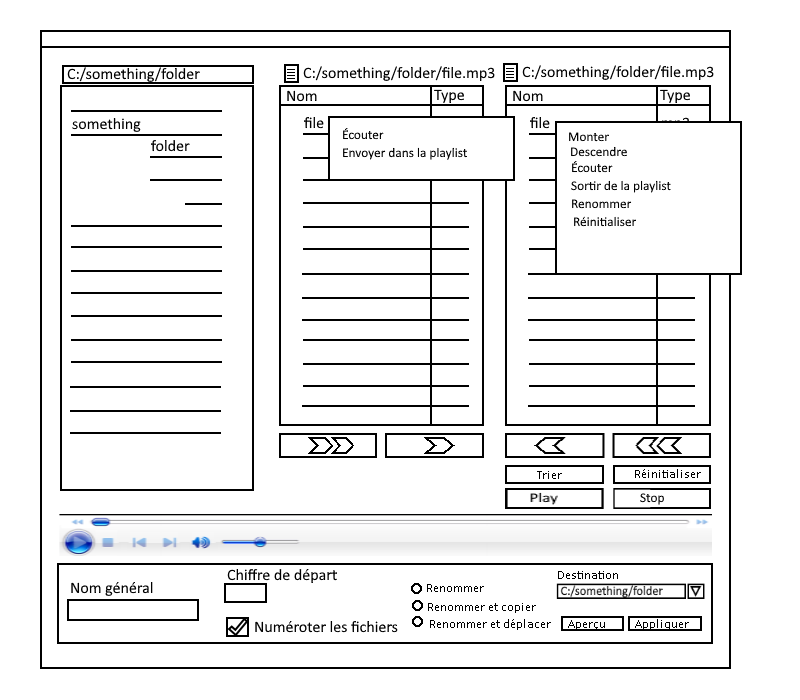 C:/something/folder
C:/something/folder/file.mp3
C:/something/folder/file.mp3
Nom Type
Nom Type
something
folder
file
Écouter
Envoyer dans la playlist
file
Monter
Descendre
Écouter
Sortir de la playlist
Renommer
Réinitialiser
Trier
Réinitialiser
Play
Stop
Nom général
Chiffre de départ
Numéroter les fichiers
Renommer
Renommer et copier
Renommer et déplacer
Destination
C:/something/folder
Aperçu
Appliquer